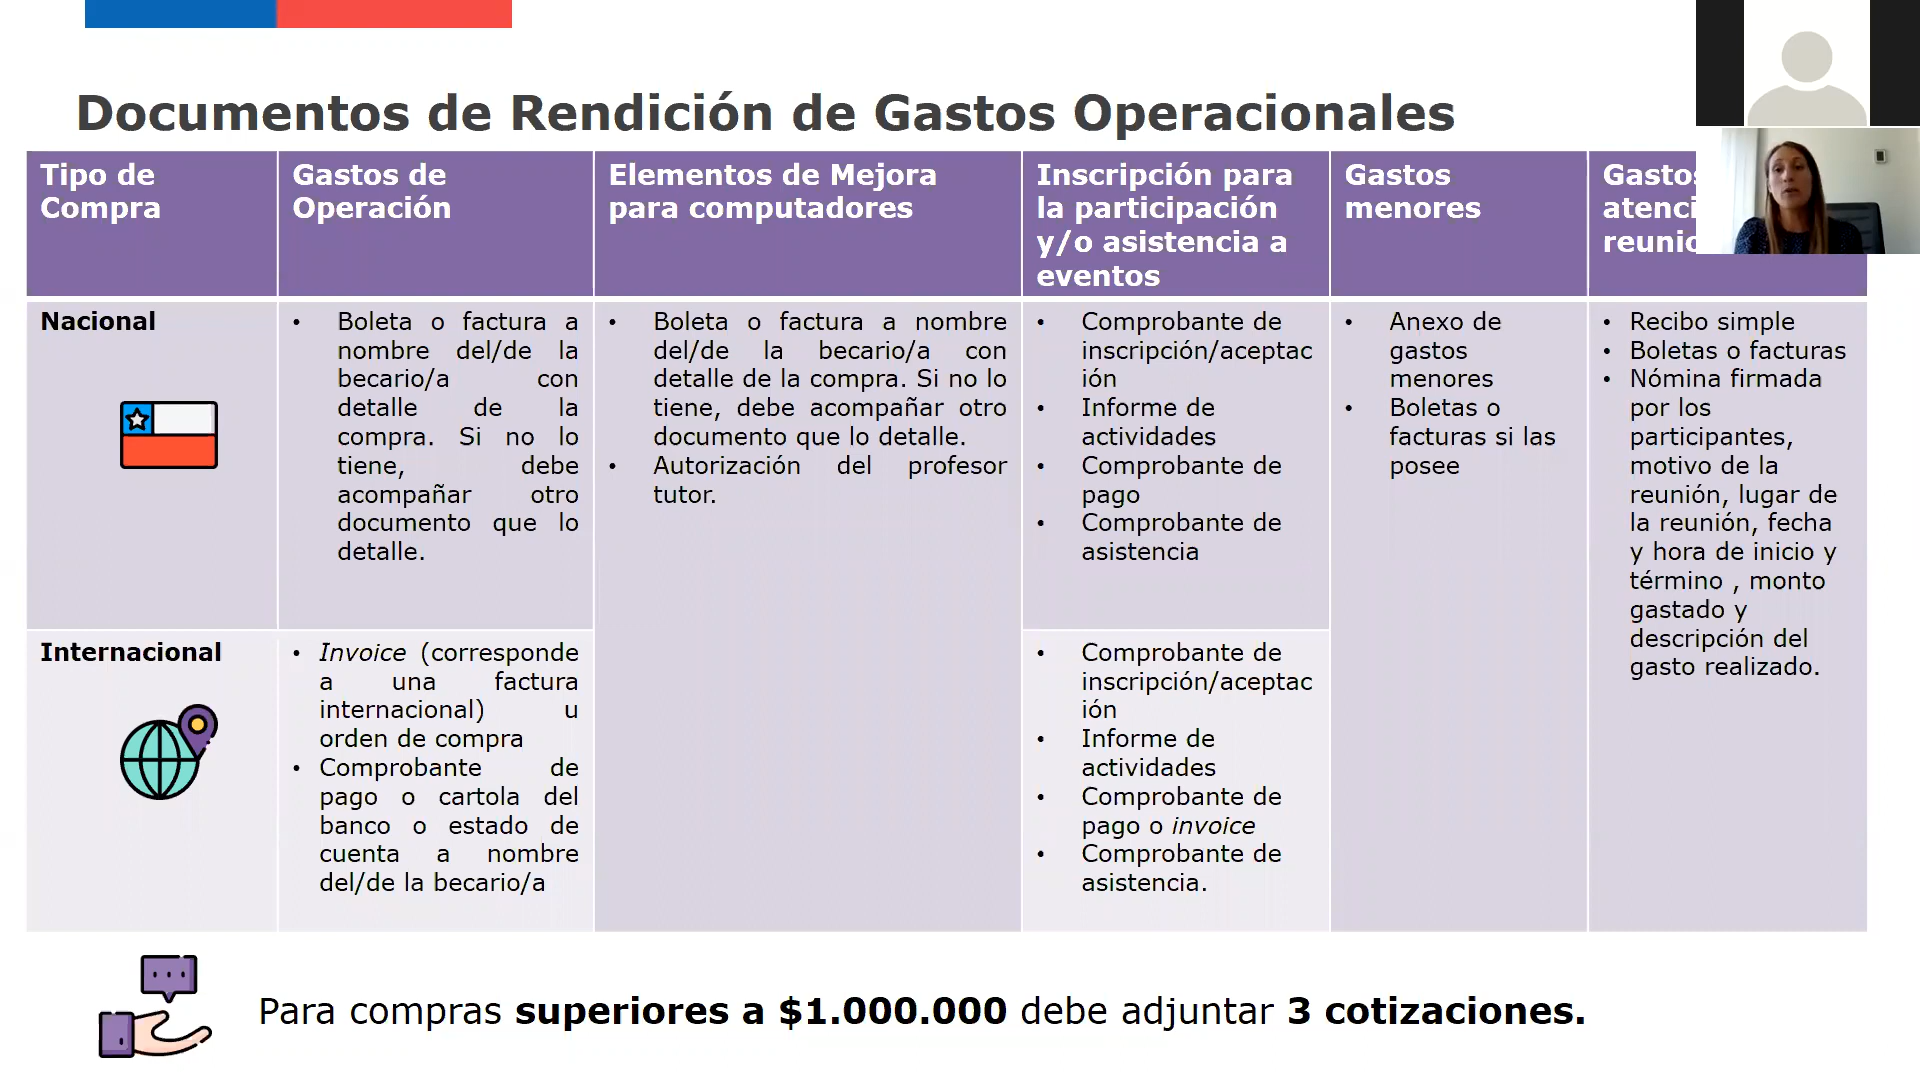 Documentos de Rendición de Gastos Operacionales
Tipo de
Compra
Gastos de
Operación
Elementos de Mejora
para computadores
Inscripción para
la participación
y/o asistencia a
eventos
Gastos
menores
Nacional
• Boleta o factura a
nombre del/de la
becario/a con
detalle de la
compra. Si no lo
tiene, debe
acompañar otro
documento que lo
detalle.
• Boleta o factura a nombre
del/de la becario/a con
detalle de la compra. Si no lo
tiene, debe acompañar otro
documento que lo detalle.
• Autorización del profesor
tutor.
• Comprobante de
inscripción/aceptac
ión
• Informe de
actividades
• Comprobante de
pago
• Comprobante de
asistencia
• Anexo de
gastos
menores
• Boletas o
facturas si las
posee
• Recibo simple
• Boletas o facturas
• Nómina firmada
por los
participantes,
motivo de la
reunión, lugar de
la reunión, fecha
y hora de inicio y
término , monto
gastado y
descripción del
gasto realizado.
Internacional
• Invoice (corresponde
a una factura
internacional) u
orden de compra
• Comprobante de
pago o cartola del
banco o estado de
cuenta a nombre
del/de la becario/a
• Comprobante de
inscripción/aceptac
ión
• Informe de
actividades
• Comprobante de
pago o invoice
• Comprobante de
asistencia.
Para compras superiores a $1.000.000 debe adjuntar 3 cotizaciones.